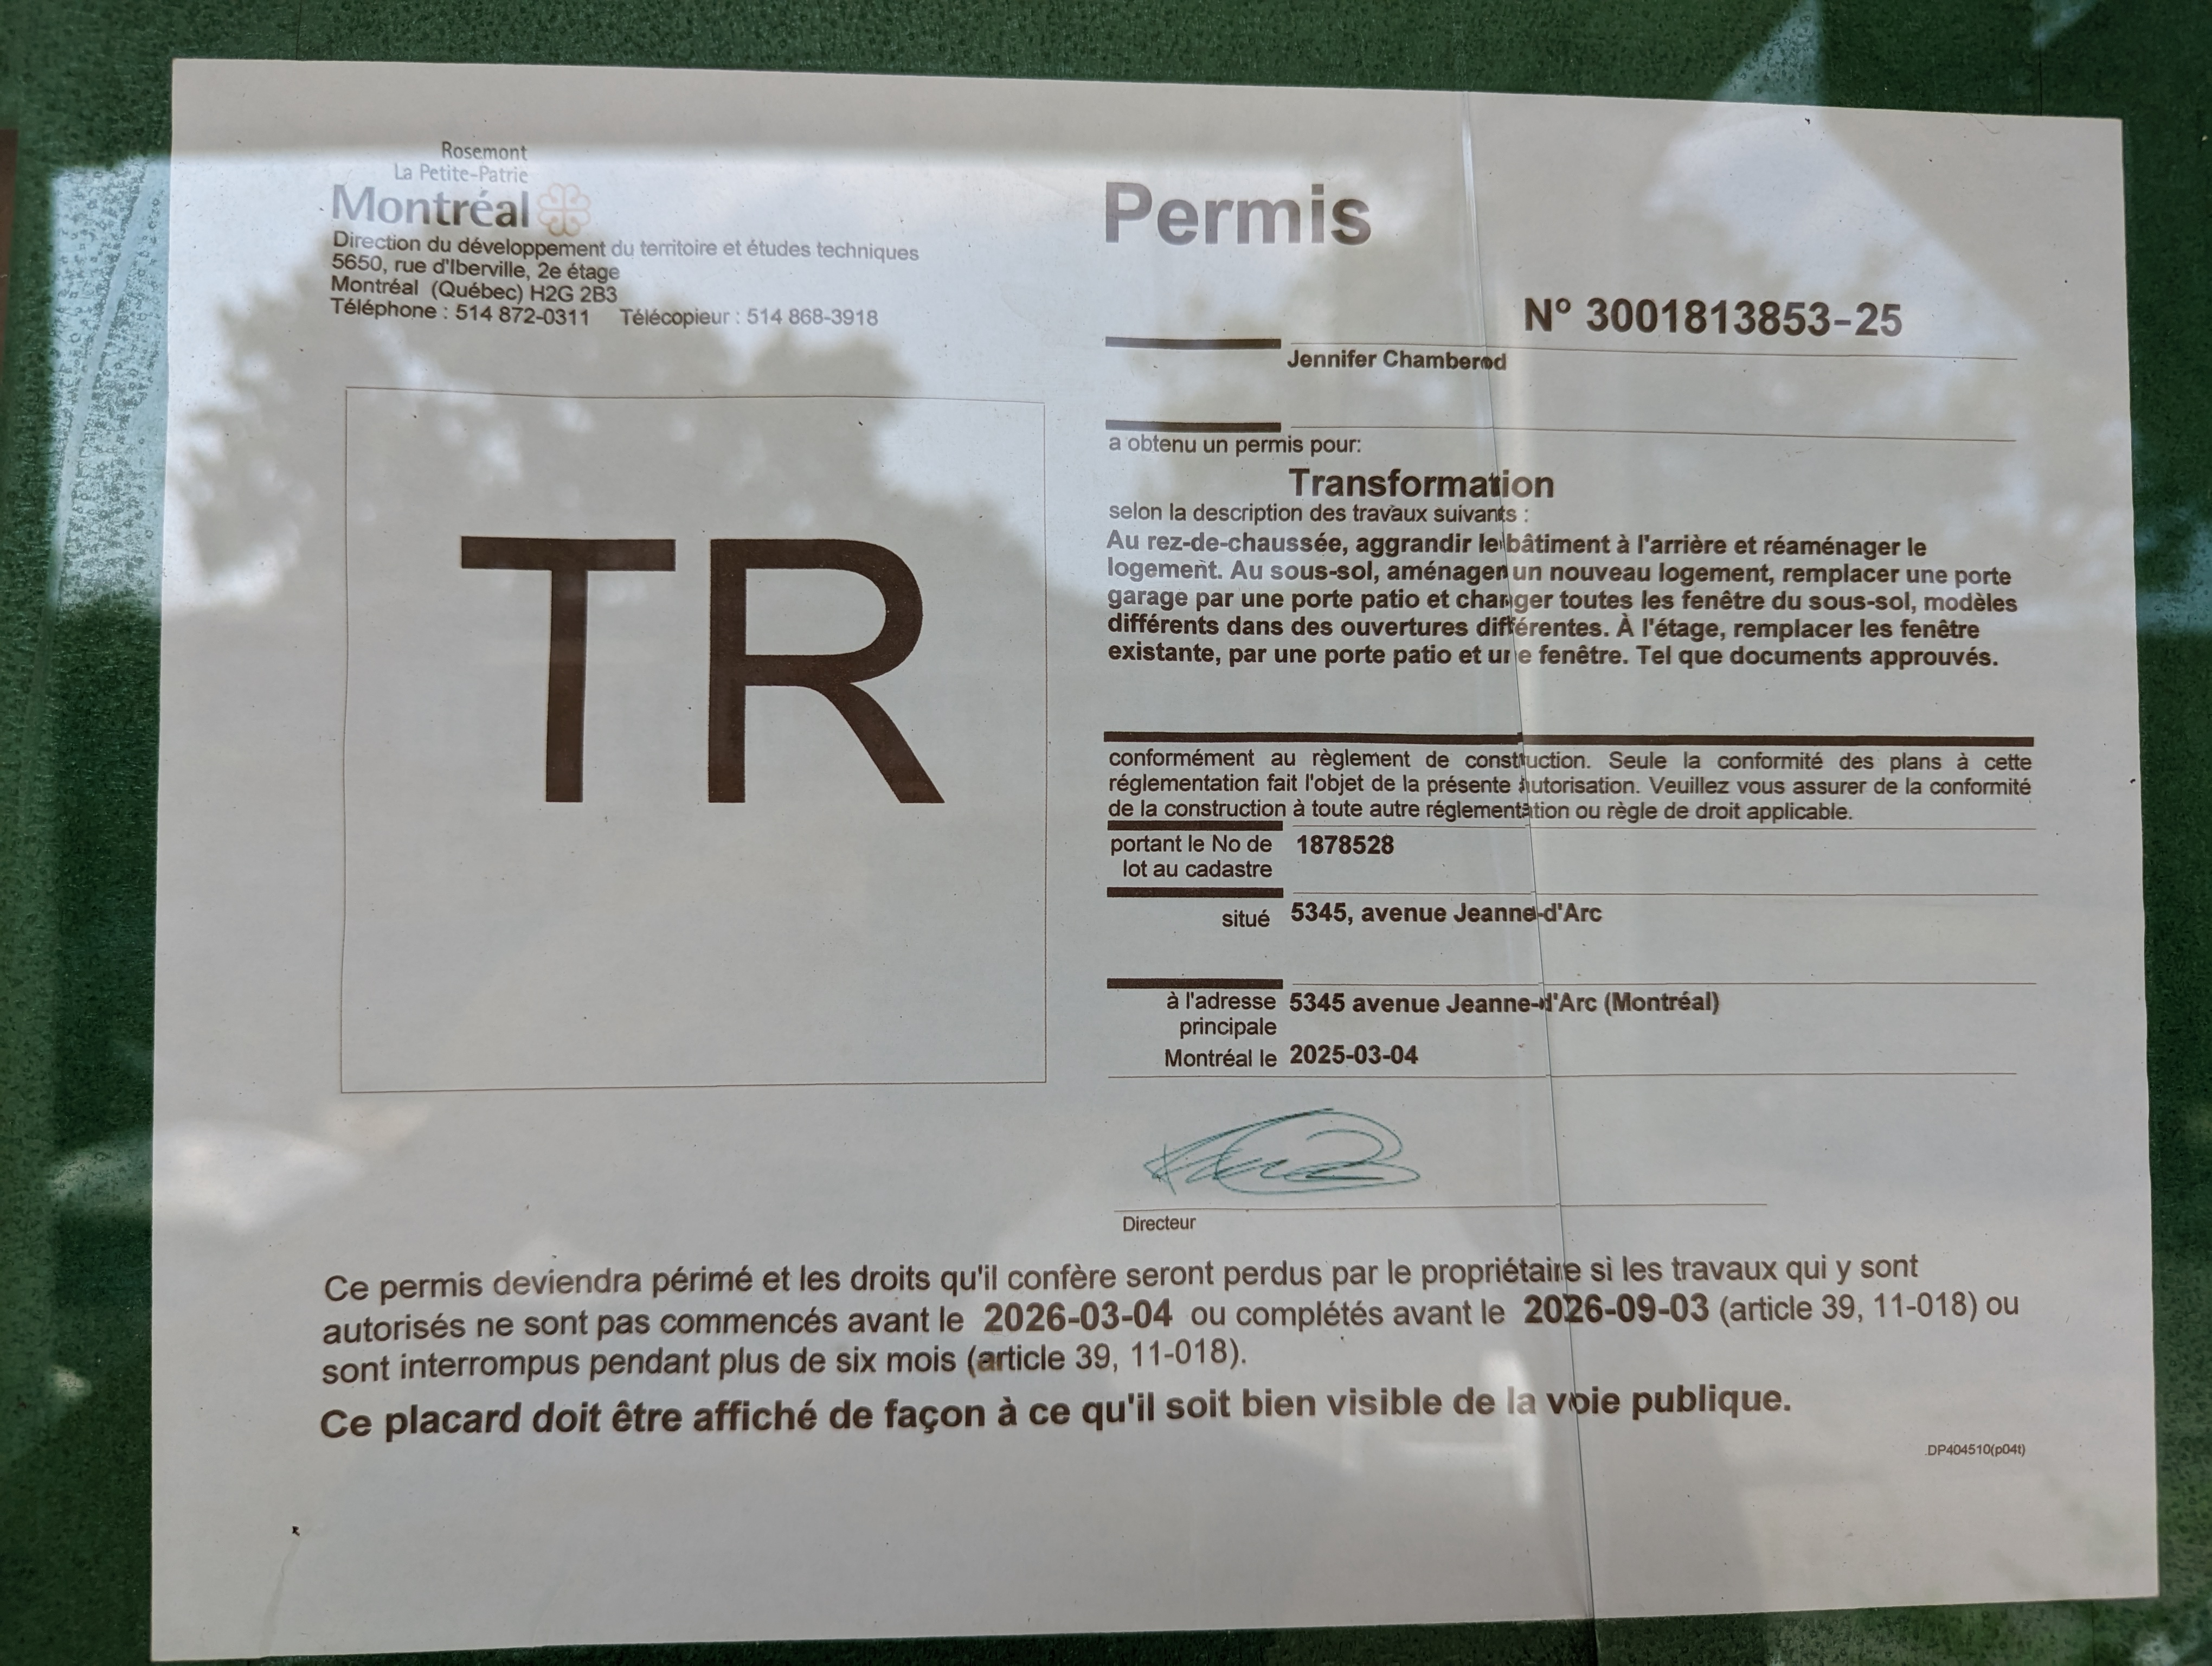 Rosemont
La Petite-Patrie
Montréal
Direction du développement du territoire et études techniques
5650, rue d'Iberville, 2e étage
Montréal (Québec) H2G 2B3
Téléphone : 514 872-0311 Télécopieur : 514 868-3918
TR
Permis
Nº 3001813853-25
Jennifer Chamberod
a obtenu un permis pour:
Transformation
selon la description des travaux suivants :
Au rez-de-chaussée, aggrandir le bâtiment à l'arrière et réaménager le
logement. Au sous-sol, aménager un nouveau logement, remplacer une porte
garage par une porte patio et changer toutes les fenêtre du sous-sol, modèles
différents dans des ouvertures différentes. À l'étage, remplacer les fenêtre
existante, par une porte patio et une fenêtre. Tel que documents approuvés.
conformément au règlement de construction. Seule la conformité des plans à cette
réglementation fait l'objet de la présente autorisation. Veuillez vous assurer de la conformité
de la construction à toute autre réglementation ou règle de droit applicable.
portant le No de 1878528
lot au cadastre
situé 5345, avenue Jeanne-d'Arc
à l'adresse 5345 avenue Jeanne-d'Arc (Montréal)
principale
Montréal le 2025-03-04
Directeur
Ce permis deviendra périmé et les droits qu'il confère seront perdus par le propriétaire si les travaux qui y sont
autorisés ne sont pas commencés avant le 2026-03-04 ou complétés avant le 2026-09-03 (article 39, 11-018) ou
sont interrompus pendant plus de six mois (article 39, 11-018).
Ce placard doit être affiché de façon à ce qu'il soit bien visible de la voie publique.
DP404510(p04t)